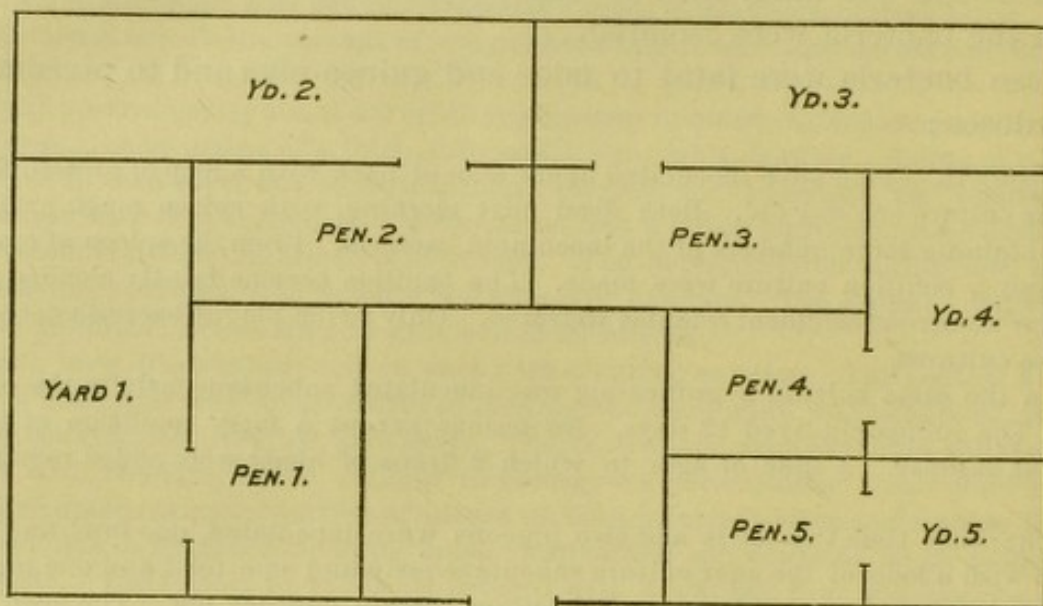 YD. 2.
YD. 3.
PEN. 2.
PEN. 3.
YD. 4.
YARD 1.
PEN. 4.
PEN. 1.
PEN. 5.
YD. 5.